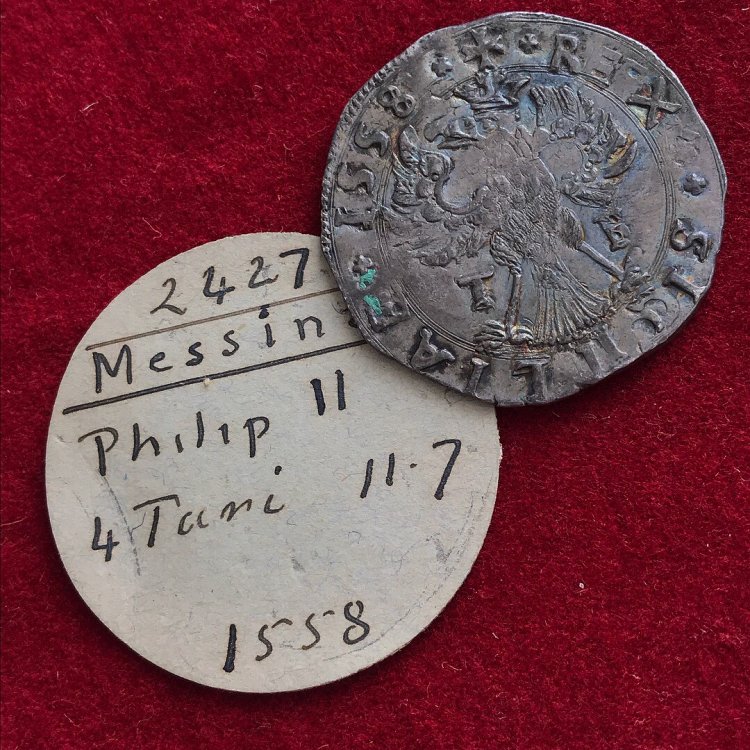 REX SICILIAE 1558
T
2427
Messin
Philip II
4 Tari 11.7
1558